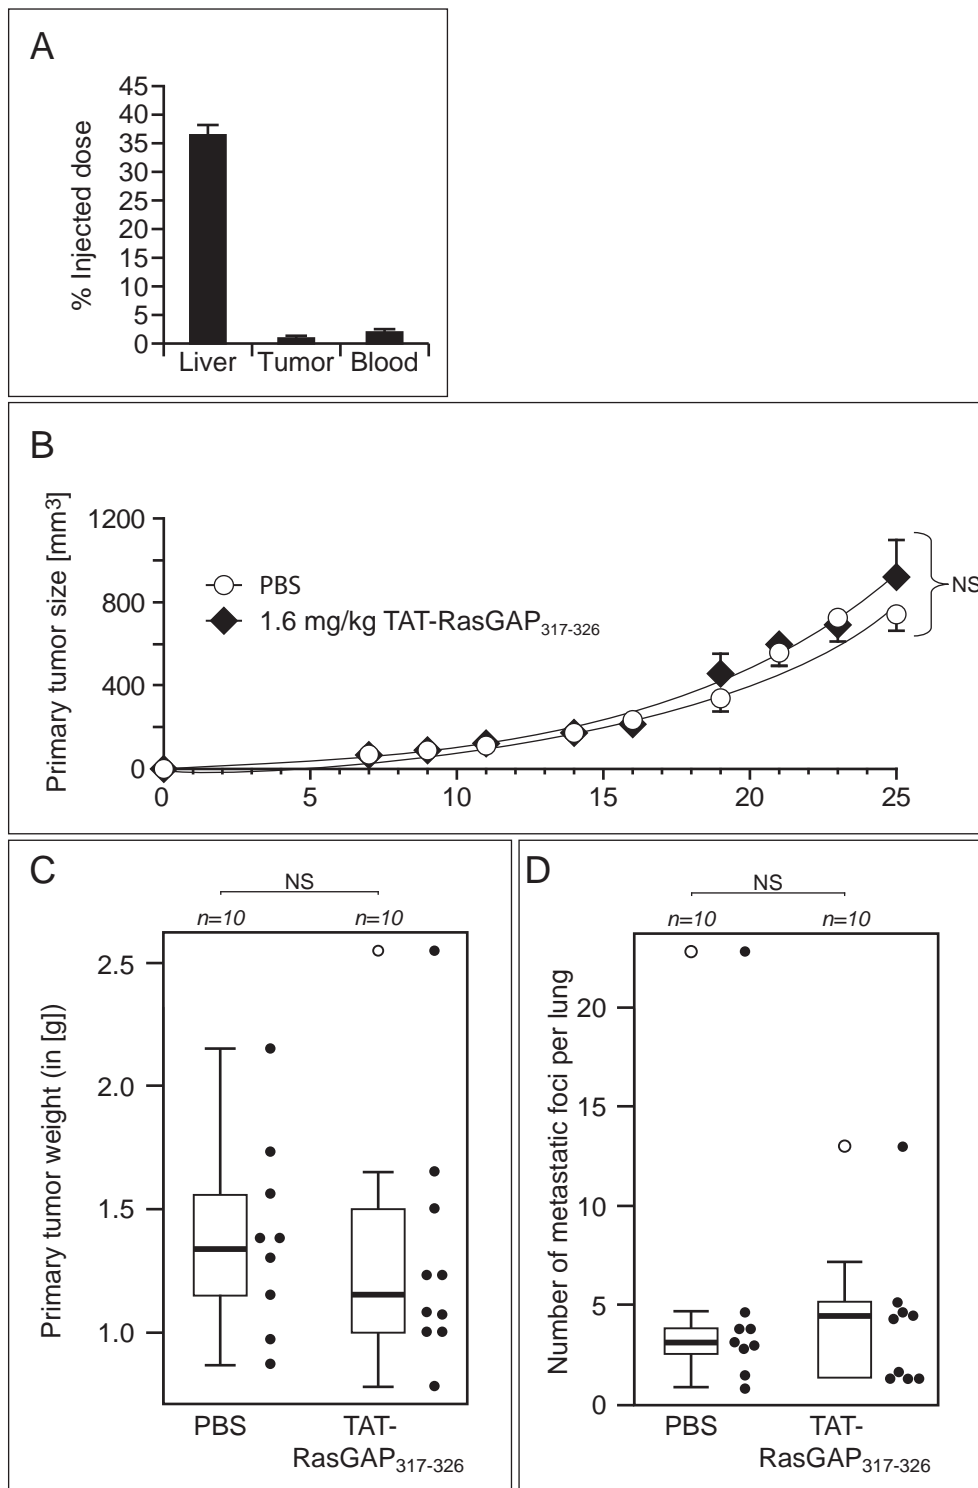 A
% Injected dose
45
40
35
30
25
20
15
10
5
0
Liver Tumor Blood
B
Primary tumor size [mm3]
1200
800
400
0
PBS
1.6 mg/kg TAT-RasGAP317-326
NS
0 5 10 15 20 25
C
NS
n=10 n=10
Primary tumor weight (in [g])
2.5
2.0
1.5
1.0
PBS TAT-
RasGAP317-326
D
NS
n=10 n=10
Number of metastatic foci per lung
20
15
10
5
0
PBS TAT-
RasGAP317-326